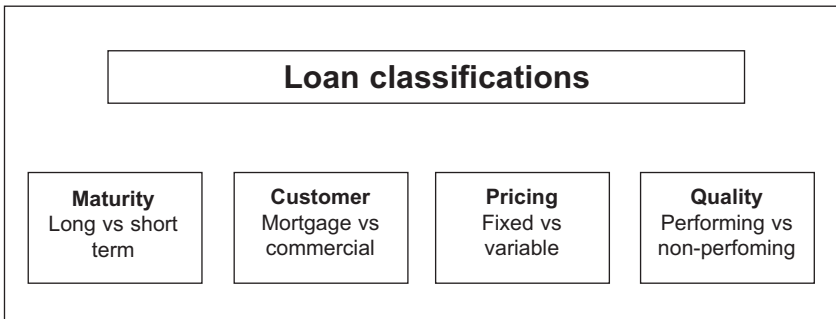 Loan classifications
Maturity
Long vs short
term
Customer
Mortgage vs
commercial
Pricing
Fixed vs
variable
Quality
Performing vs
non-perfoming